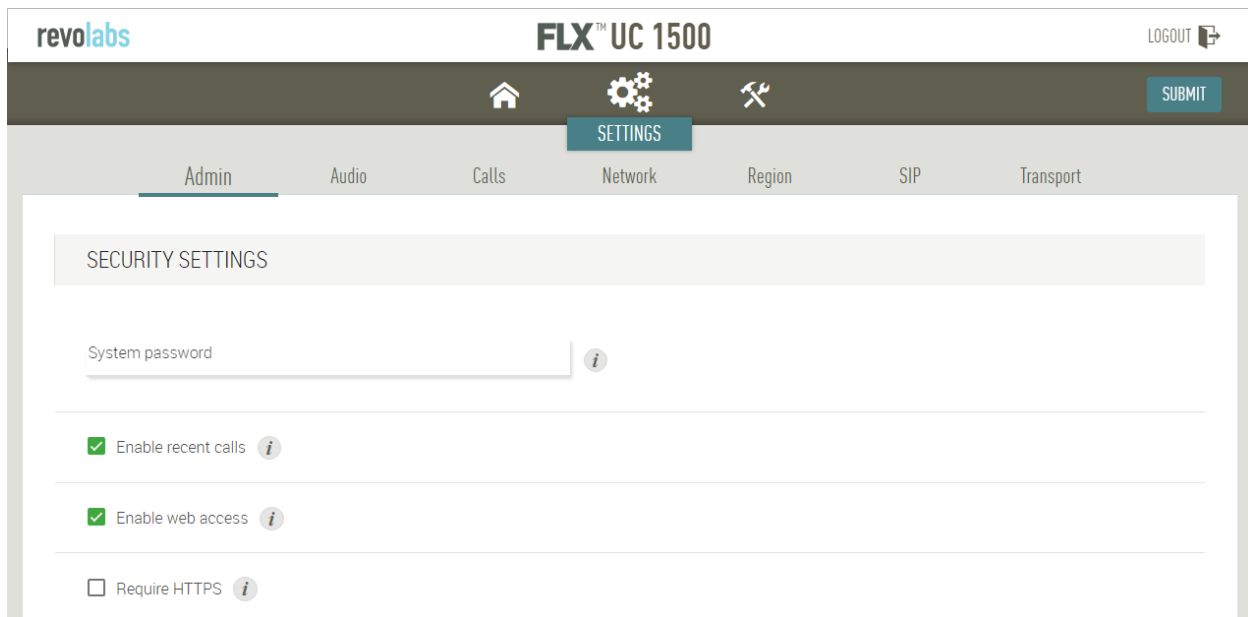 revolabs
FLX™ UC 1500
LOGOUT
SUBMIT
SETTINGS
Admin Audio Calls Network Region SIP Transport
SECURITY SETTINGS
System password
i
Enable recent calls i
Enable web access i
Require HTTPS i